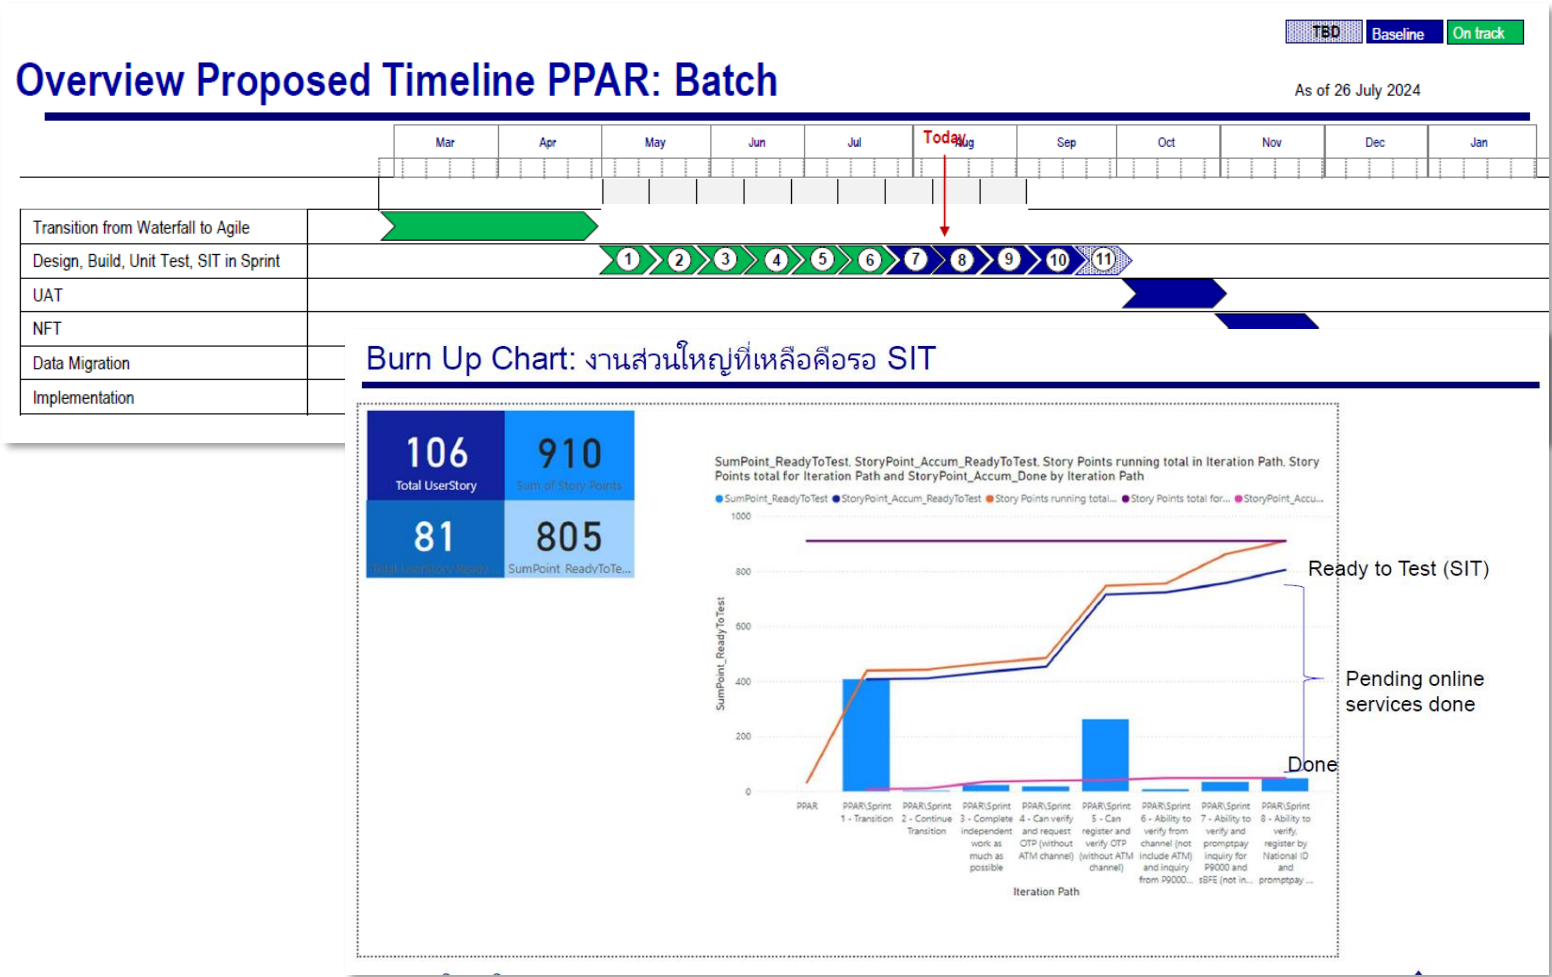 TBD
Baseline
On track
Overview Proposed Timeline PPAR: Batch
As of 26 July 2024
Today
Mar
Apr
May
Jun
Jul
Aug
Sep
Oct
Nov
Dec
Jan
Transition from Waterfall to Agile
Design, Build, Unit Test, SIT in Sprint
1
2
3
4
5
6
7
8
9
10
11
UAT
NFT
Data Migration
Implementation
Burn Up Chart: งานส่วนใหญ่ที่เหลือคือรอ SIT
106
Total UserStory
910
Sum of Story Points
81
Total UserStory Ready...
805
SumPoint ReadyToTe...
SumPoint_ReadyToTest, StoryPoint_Accum_ReadyToTest, Story Points running total in Iteration Path, Story
Points total for Iteration Path and StoryPoint_Accum_Done by Iteration Path
SumPoint_ReadyToTest
StoryPoint_Accum_ReadyToTest
Story Points running total...
Story Points total for...
StoryPoint_Accu...
1000
800
600
400
200
0
SumPoint_ReadyToTest
Ready to Test (SIT)
Pending online
services done
Done
PPAR
PPAR\Sprint
1 - Transition
PPAR\Sprint
2 - Continue
Transition
PPAR\Sprint
3 - Complete
independent
work as
much as
possible
PPAR\Sprint
4 - Can verify
and request
OTP (without
ATM channel)
PPAR\Sprint
5 - Can
register and
verify OTP
(without ATM
channel)
PPAR\Sprint
6 - Ability to
verify from
channel (not
include ATM)
and inquiry
from P9000...
PPAR\Sprint
7 - Ability to
verify and
promptpay
inquiry for
P9000 and
sBFE (not in...
PPAR\Sprint
8 - Ability to
verify,
register by
National ID
and
promptpay ...
Iteration Path